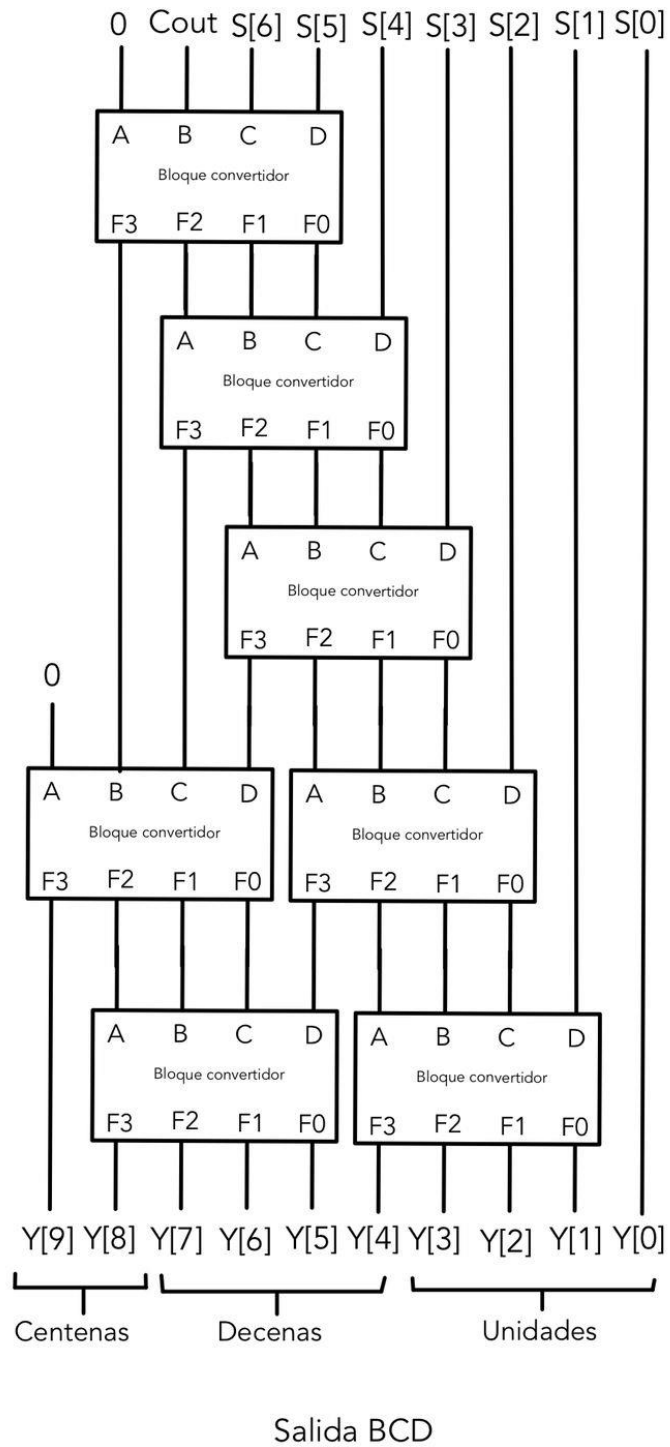 0 Cout S[6] S[5] S[4] S[3] S[2] S[1] S[0]
A B C D
Bloque convertidor
F3 F2 F1 F0
A B C D
Bloque convertidor
F3 F2 F1 F0
A B C D
Bloque convertidor
F3 F2 F1 F0
0
A B C D
Bloque convertidor
F3 F2 F1 F0
A B C D
Bloque convertidor
F3 F2 F1 F0
A B C D
Bloque convertidor
F3 F2 F1 F0
A B C D
Bloque convertidor
F3 F2 F1 F0
Y[9] Y[8] Y[7] Y[6] Y[5] Y[4] Y[3] Y[2] Y[1] Y[0]
Centenas Decenas Unidades
Salida BCD